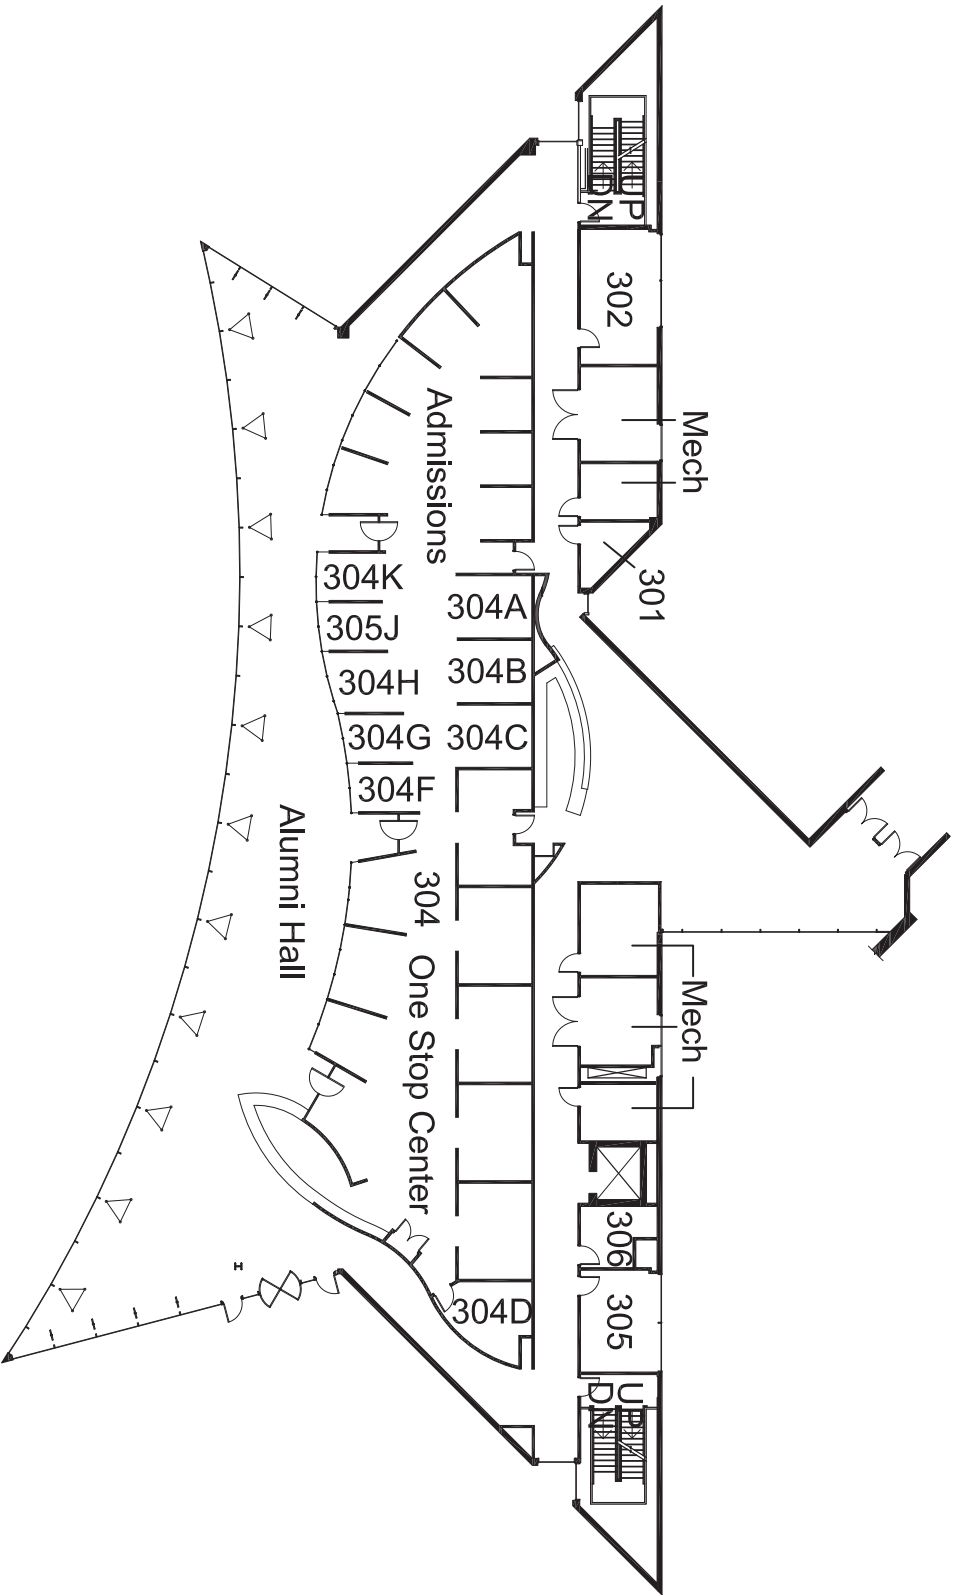 UP
DN
302
Mech
301
Admissions
304K
304A
305J
304B
304H
304G
304C
304F
Alumni Hall
304 One Stop Center
Mech
306
304D
305
UP
DN